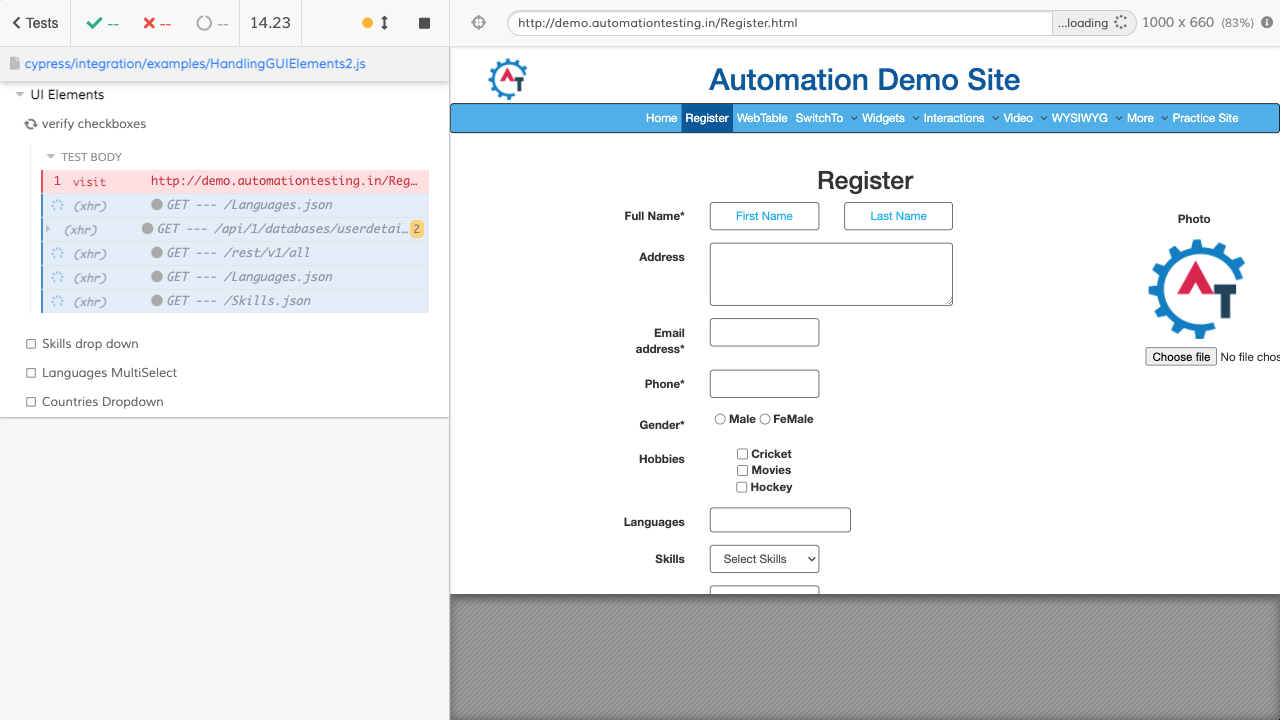 Tests -- -- -- 14.23
http://demo.automationtesting.in/Register.html ...loading 1000 x 660 (83%)
cypress/integration/examples/HandlingGUIElements2.js
UI Elements
verify checkboxes
TEST BODY
1 visit http://demo.automationtesting.in/Reg...
(xhr) GET --- /Languages.json
(xhr) GET --- /api/1/databases/userdetai... 2
(xhr) GET --- /rest/v1/all
(xhr) GET --- /Languages.json
(xhr) GET --- /Skills.json
Skills drop down
Languages MultiSelect
Countries Dropdown
AT
Automation Demo Site
Home Register WebTable SwitchTo Widgets Interactions Video WYSIWYG More Practice Site
Register
Full Name* First Name Last Name
Photo
Address
AT
Email
address*
Choose file No file chos
Phone*
Gender* Male FeMale
Hobbies Cricket
Movies
Hockey
Languages
Skills Select Skills